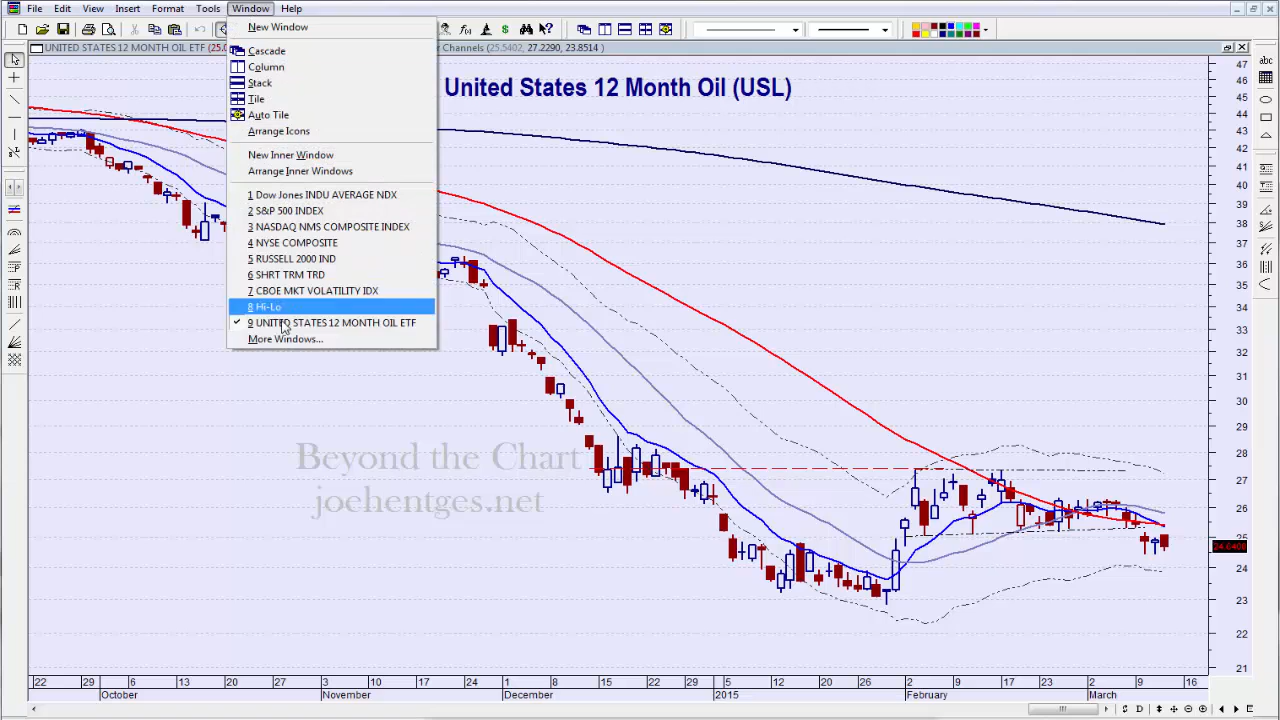 File Edit View Insert Format Tools Window Help
UNITED STATES 12 MONTH OIL ETF (25.0
r Channels (25.5402, 27.2290, 23.8514 )
New Window
Cascade
Column
Stack
Tile
Auto Tile
Arrange Icons
New Inner Window
Arrange Inner Windows
1 Dow Jones INDU AVERAGE NDX
2 S&P 500 INDEX
3 NASDAQ NMS COMPOSITE INDEX
4 NYSE COMPOSITE
5 RUSSELL 2000 IND
6 SHRT TRM TRD
7 CBOE MKT VOLATILITY IDX
8 Hi-Lo
9 UNITED STATES 12 MONTH OIL ETF
More Windows...
United States 12 Month Oil (USL)
Beyond the Chart
joehentges.net
abc
47
46
45
44
43
42
41
40
39
38
37
36
35
34
33
32
31
30
29
28
27
26
25
24.6400
24
23
22
21
22 29 6 13 20 27 3 10 17 24 1 8 15 22 29 5 12 20 26 2 9 17 23 2 9 16
October November December 2015 February March